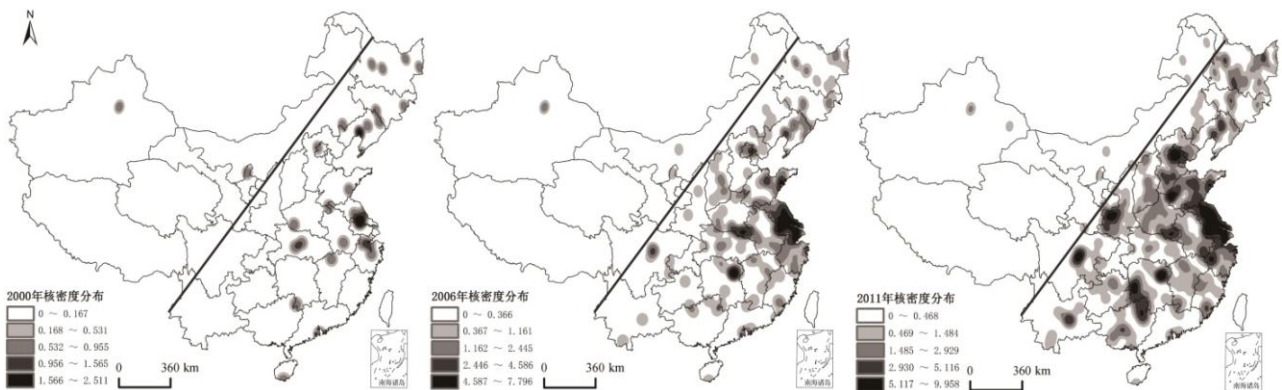 N
2000年核密度分布
0 ～ 0.167
0.168 ～ 0.531
0.532 ～ 0.955
0.956 ～ 1.565
1.566 ～ 2.511
0 360 km
南海诸岛
2006年核密度分布
0 ～ 0.366
0.367 ～ 1.161
1.162 ～ 2.445
2.446 ～ 4.586
4.587 ～ 7.796
0 360 km
南海诸岛
2011年核密度分布
0 ～ 0.468
0.469 ～ 1.484
1.485 ～ 2.929
2.930 ～ 5.116
5.117 ～ 9.958
0 360 km
南海诸岛